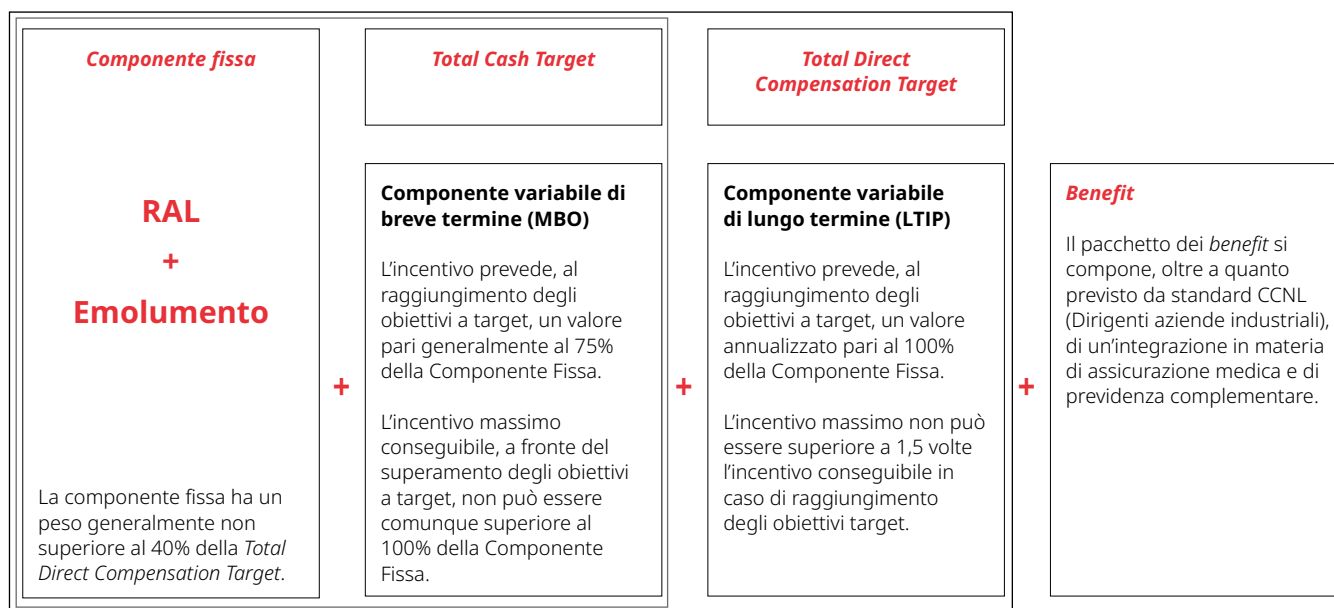 Componente fissa
RAL
+
Emolumento
La componente fissa ha un
peso generalmente non
superiore al 40% della Total
Direct Compensation Target.
+
Total Cash Target
Componente variabile di
breve termine (MBO)
L’incentivo prevede, al
raggiungimento degli
obiettivi a target, un valore
pari generalmente al 75%
della Componente Fissa.
L’incentivo massimo
conseguibile, a fronte del
superamento degli obiettivi
a target, non può essere
comunque superiore al
100% della Componente
Fissa.
+
Total Direct
Compensation Target
Componente variabile
di lungo termine (LTIP)
L’incentivo prevede, al
raggiungimento degli
obiettivi a target, un valore
annualizzato pari al 100%
della Componente Fissa.
L’incentivo massimo non può
essere superiore a 1,5 volte
l’incentivo conseguibile in
caso di raggiungimento
degli obiettivi target.
+
Benefit
Il pacchetto dei benefit si
compone, oltre a quanto
previsto da standard CCNL
(Dirigenti aziende industriali),
di un’integrazione in materia
di assicurazione medica e di
previdenza complementare.